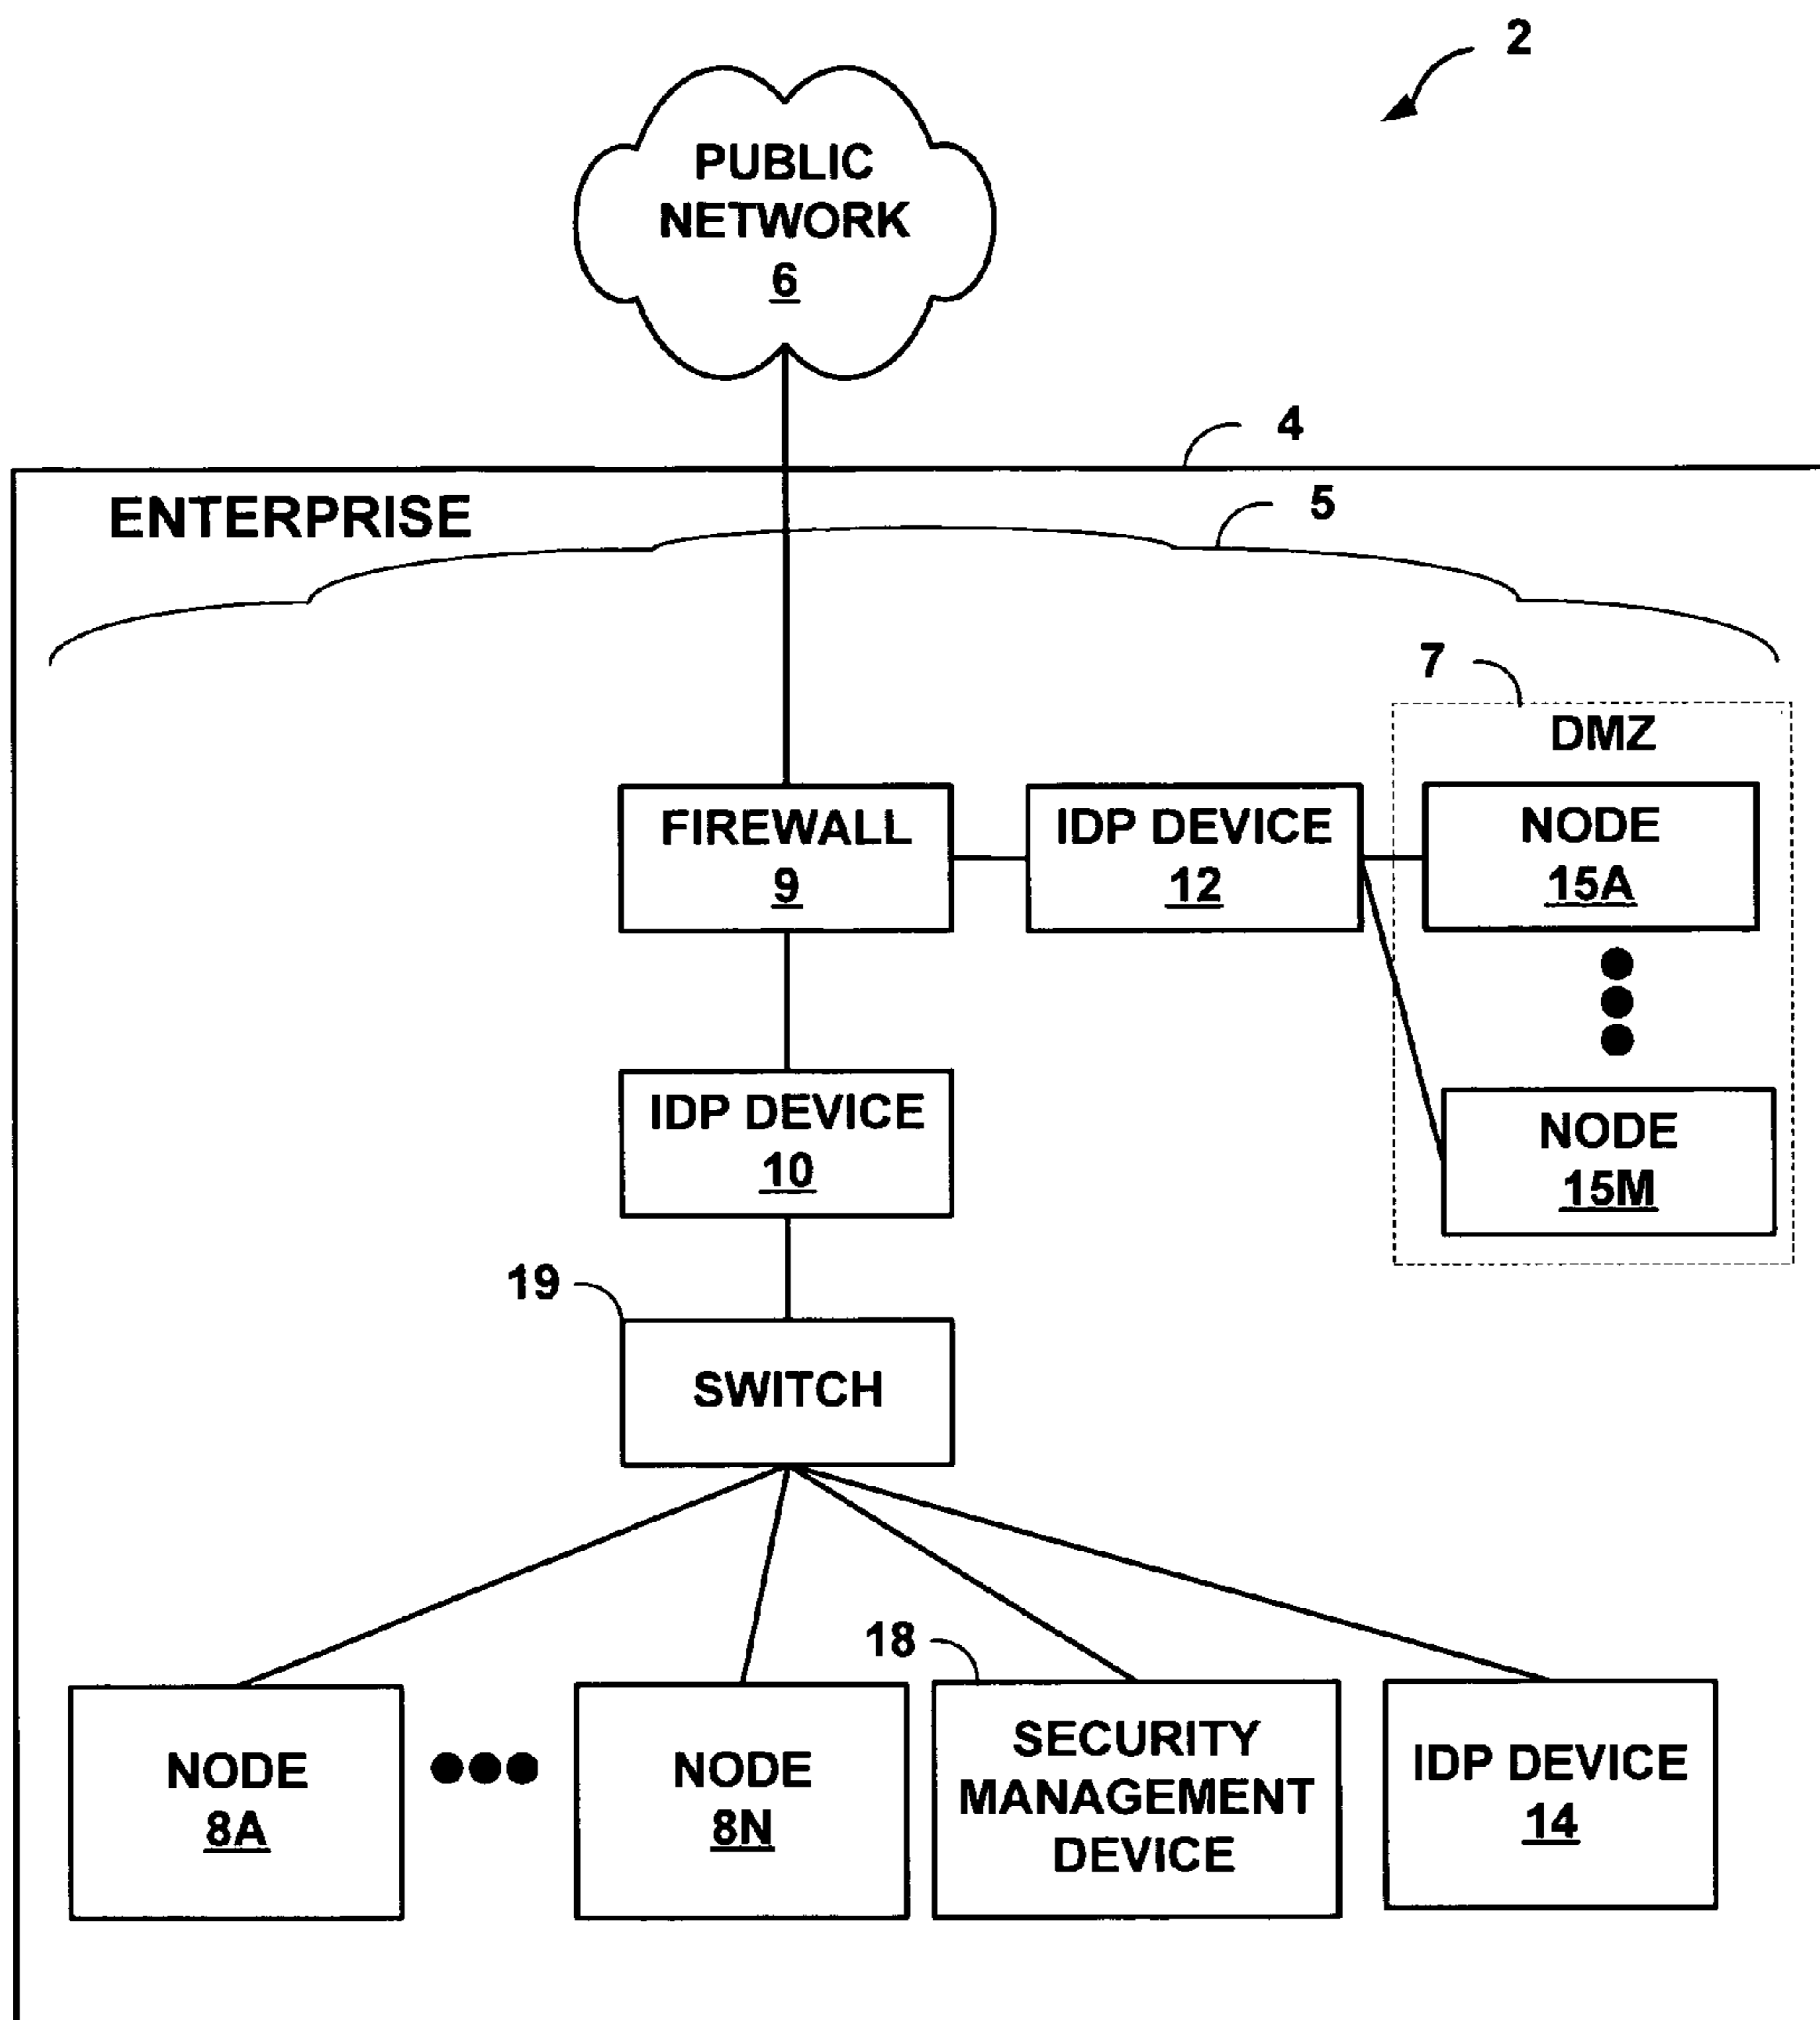 2
PUBLIC
NETWORK
6
4
ENTERPRISE
5
7
DMZ
FIREWALL
9
IDP DEVICE
12
NODE
15A
IDP DEVICE
10
NODE
15M
19
SWITCH
18
NODE
8A
NODE
8N
SECURITY
MANAGEMENT
DEVICE
IDP DEVICE
14